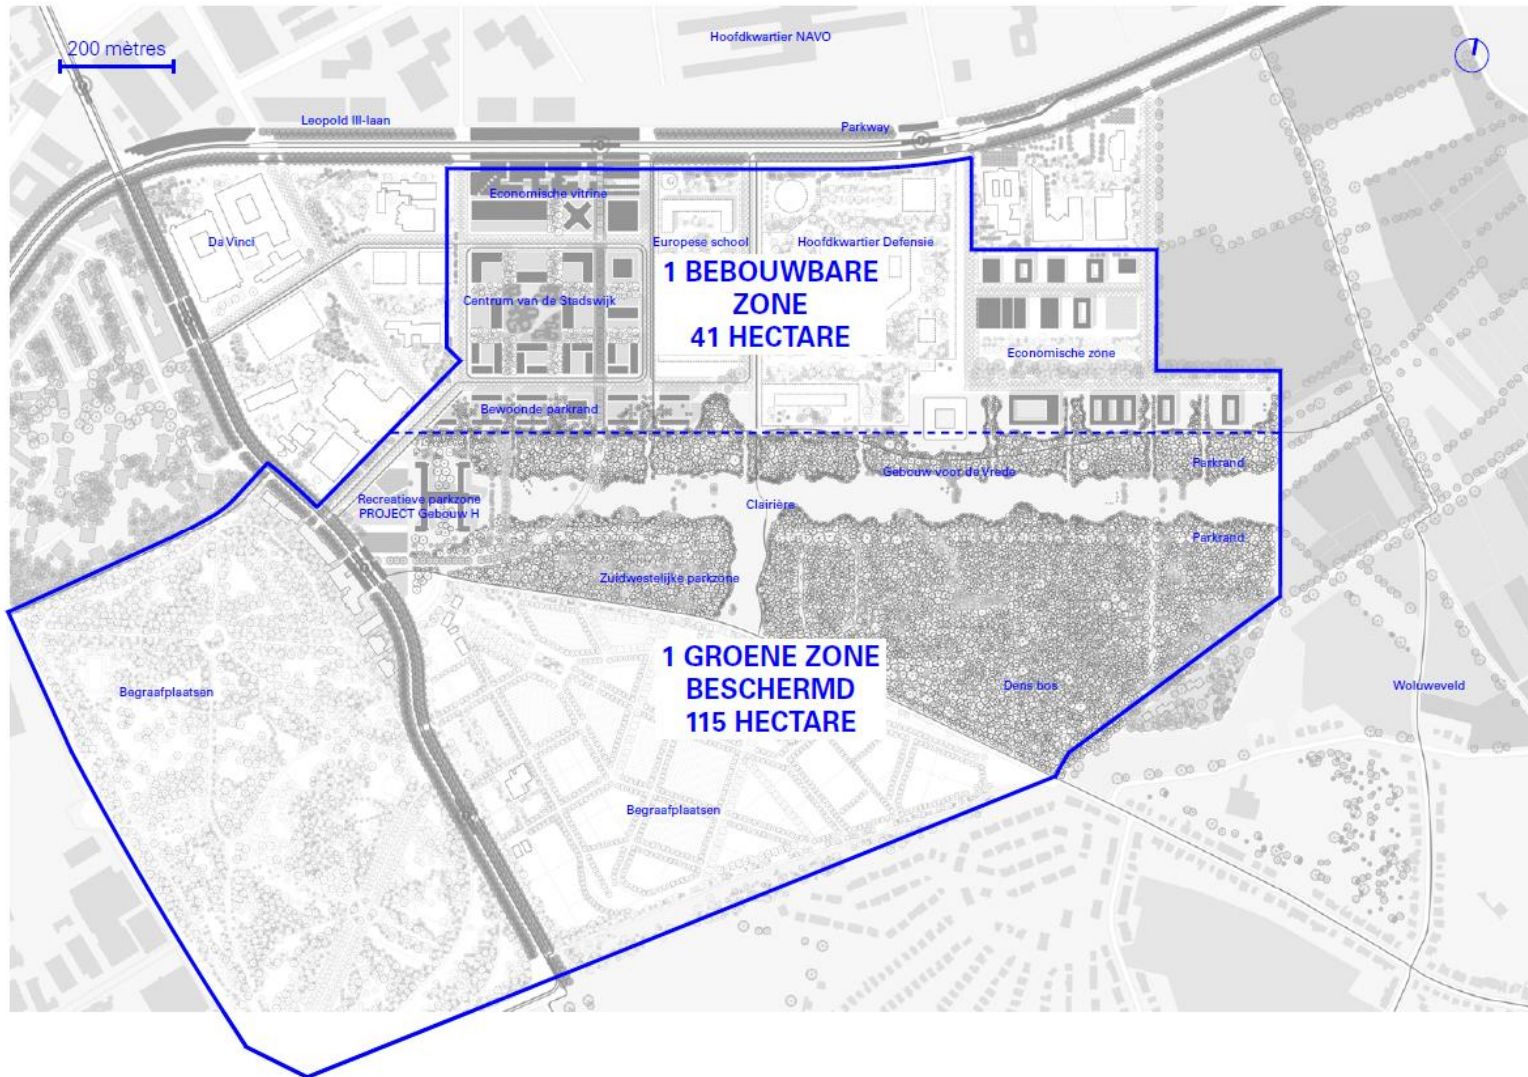 Hoofdkwartier NAVO
200 mètres
Leopold III-laan
Parkway
Economische vitrine
Da Vinci
Europese school
Hoofdkwartier Defensie
1 BEBOUWBARE
ZONE
41 HECTARE
Centrum van de Stadswijk
Economische zone
Bewoonde parkrand
Gebouw voor de Vrede
Parkrand
Recreatieve parkzone
PROJECT Gebouw H
Clairière
Parkrand
Zuidwestelijke parkzone
1 GROENE ZONE
BESCHERMD
115 HECTARE
Begraafplaatsen
Dens bos
Woluweveld
Begraafplaatsen